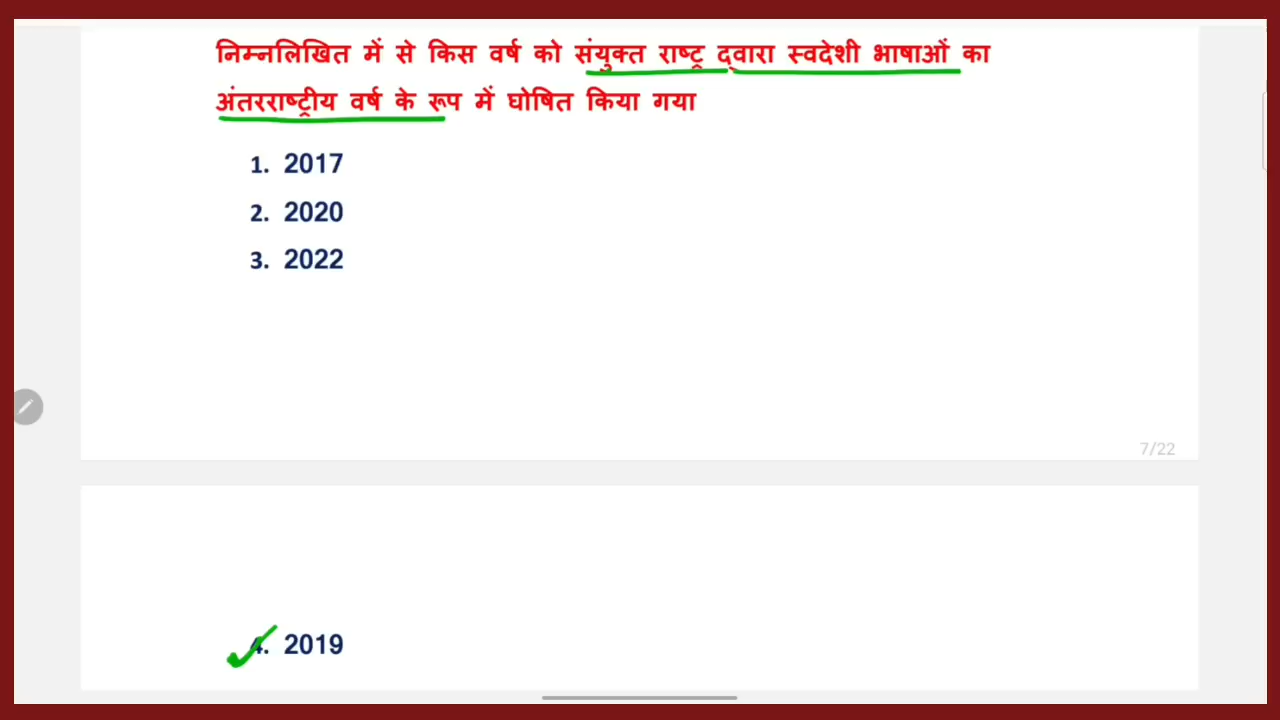 निम्नलिखित में से किस वर्ष को संयुक्त राष्ट्र द्वारा स्वदेशी भाषाओं का
अंतरराष्ट्रीय वर्ष के रूप में घोषित किया गया
1. 2017
2. 2020
3. 2022
7/22
4. 2019